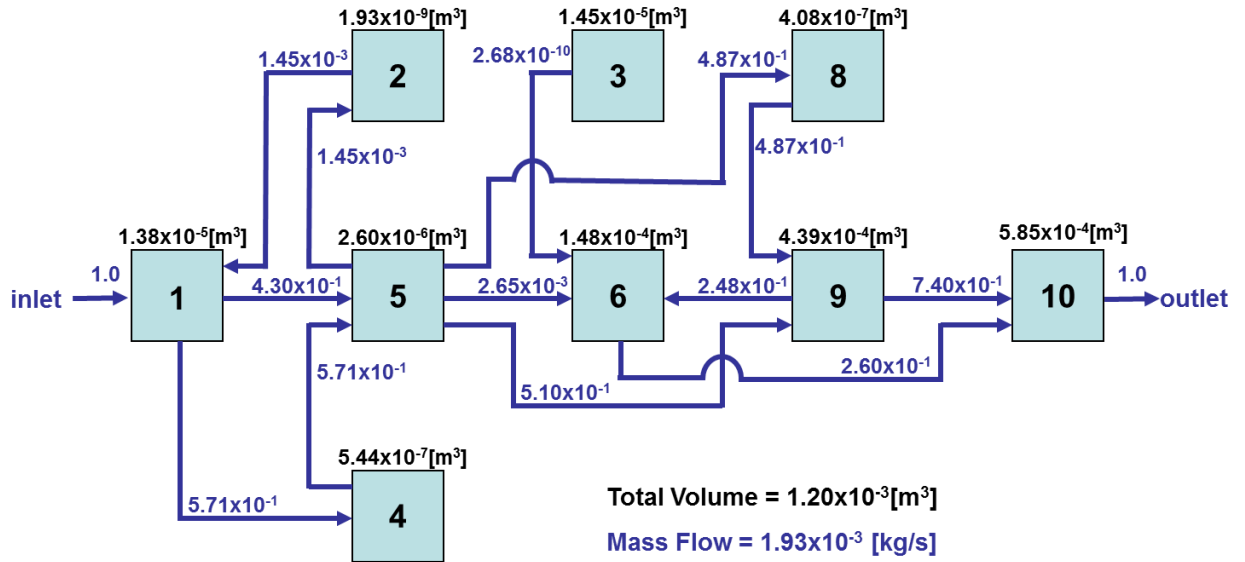 1.93x10⁻⁹[m³]
1.45x10⁻⁵[m³]
4.08x10⁻⁷[m³]
1.45x10⁻³
2
2.68x10⁻¹⁰
3
4.87x10⁻¹
8
1.45x10⁻³
4.87x10⁻¹
1.38x10⁻⁵[m³]
2.60x10⁻⁶[m³]
1.48x10⁻⁴[m³]
4.39x10⁻⁴[m³]
5.85x10⁻⁴[m³]
inlet
1.0
1
4.30x10⁻¹
5
2.65x10⁻³
6
2.48x10⁻¹
9
7.40x10⁻¹
10
1.0
outlet
5.71x10⁻¹
5.10x10⁻¹
2.60x10⁻¹
5.44x10⁻⁷[m³]
5.71x10⁻¹
4
Total Volume = 1.20x10⁻³[m³]
Mass Flow = 1.93x10⁻³ [kg/s]